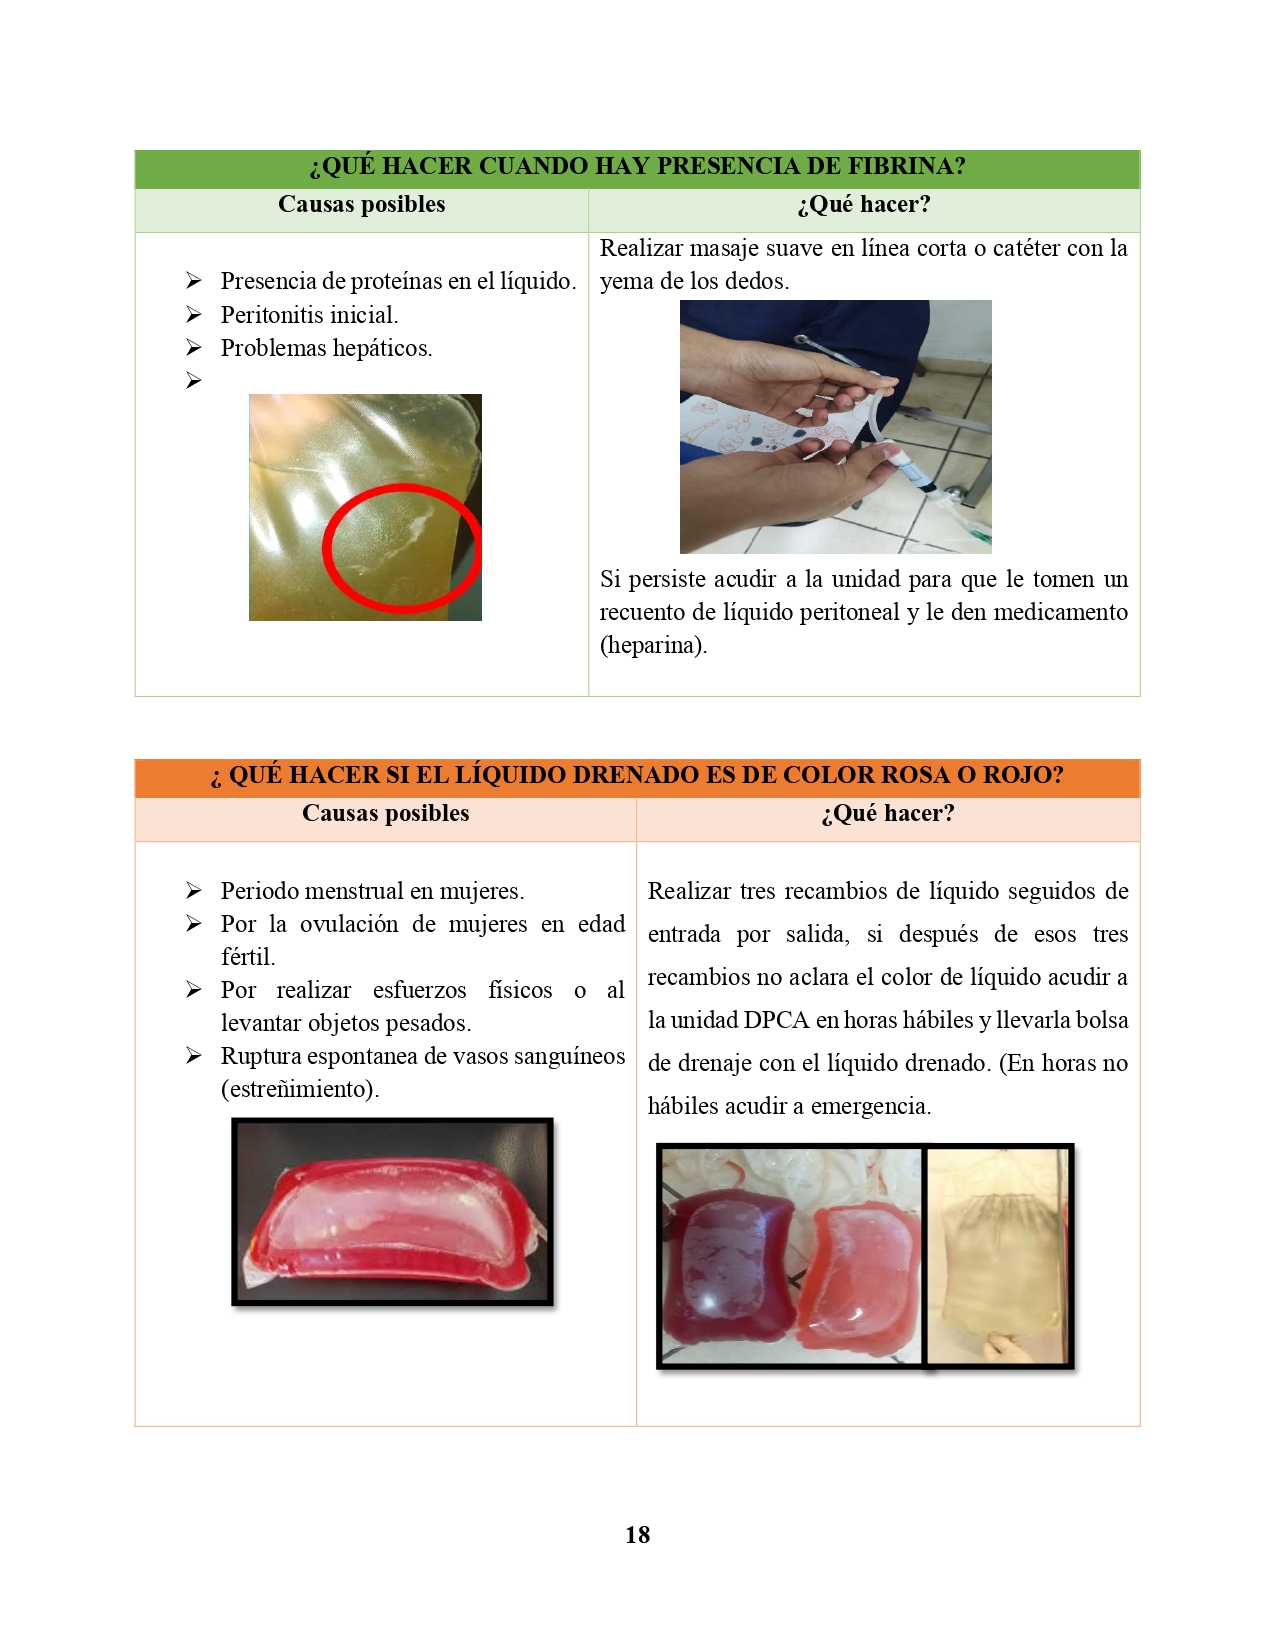 ¿QUÉ HACER CUANDO HAY PRESENCIA DE FIBRINA?
Causas posibles
¿Qué hacer?
➢ Presencia de proteínas en el líquido.
➢ Peritonitis inicial.
➢ Problemas hepáticos.
➢
Realizar masaje suave en línea corta o catéter con la
yema de los dedos.
Si persiste acudir a la unidad para que le tomen un
recuento de líquido peritoneal y le den medicamento
(heparina).
¿ QUÉ HACER SI EL LÍQUIDO DRENADO ES DE COLOR ROSA O ROJO?
Causas posibles
¿Qué hacer?
➢ Periodo menstrual en mujeres.
➢ Por la ovulación de mujeres en edad
fértil.
➢ Por realizar esfuerzos físicos o al
levantar objetos pesados.
➢ Ruptura espontanea de vasos sanguíneos
(estreñimiento).
Realizar tres recambios de líquido seguidos de
entrada por salida, si después de esos tres
recambios no aclara el color de líquido acudir a
la unidad DPCA en horas hábiles y llevarla bolsa
de drenaje con el líquido drenado. (En horas no
hábiles acudir a emergencia.
18